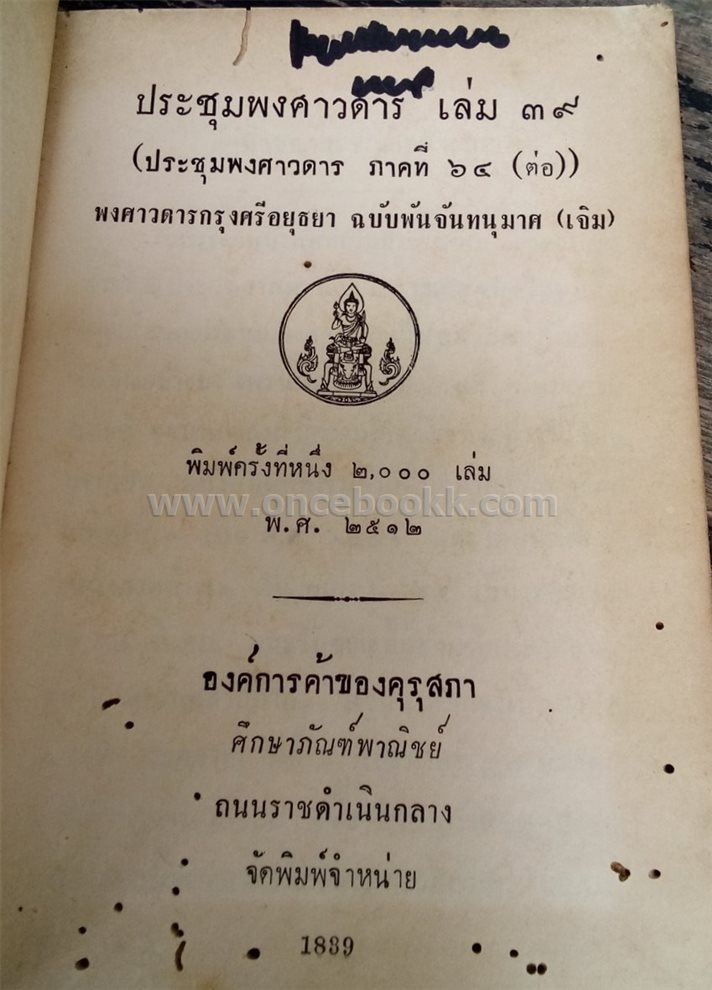 ประชุมพงศาวดาร เล่ม ๓๙
(ประชุมพงศาวดาร ภาคที่ ๖๔ (ต่อ))
พงศาวดารกรุงศรีอยุธยา ฉบับพันจันทนุมาศ (เจิม)
พิมพ์ครั้งที่หนึ่ง ๒,๐๐๐ เล่ม
www.oncebookk.com
พ.ศ. ๒๕๑๒
องค์การค้าของคุรุสภา
ศึกษาภัณฑ์พาณิชย์
ถนนราชดำเนินกลาง
จัดพิมพ์จำหน่าย
1839